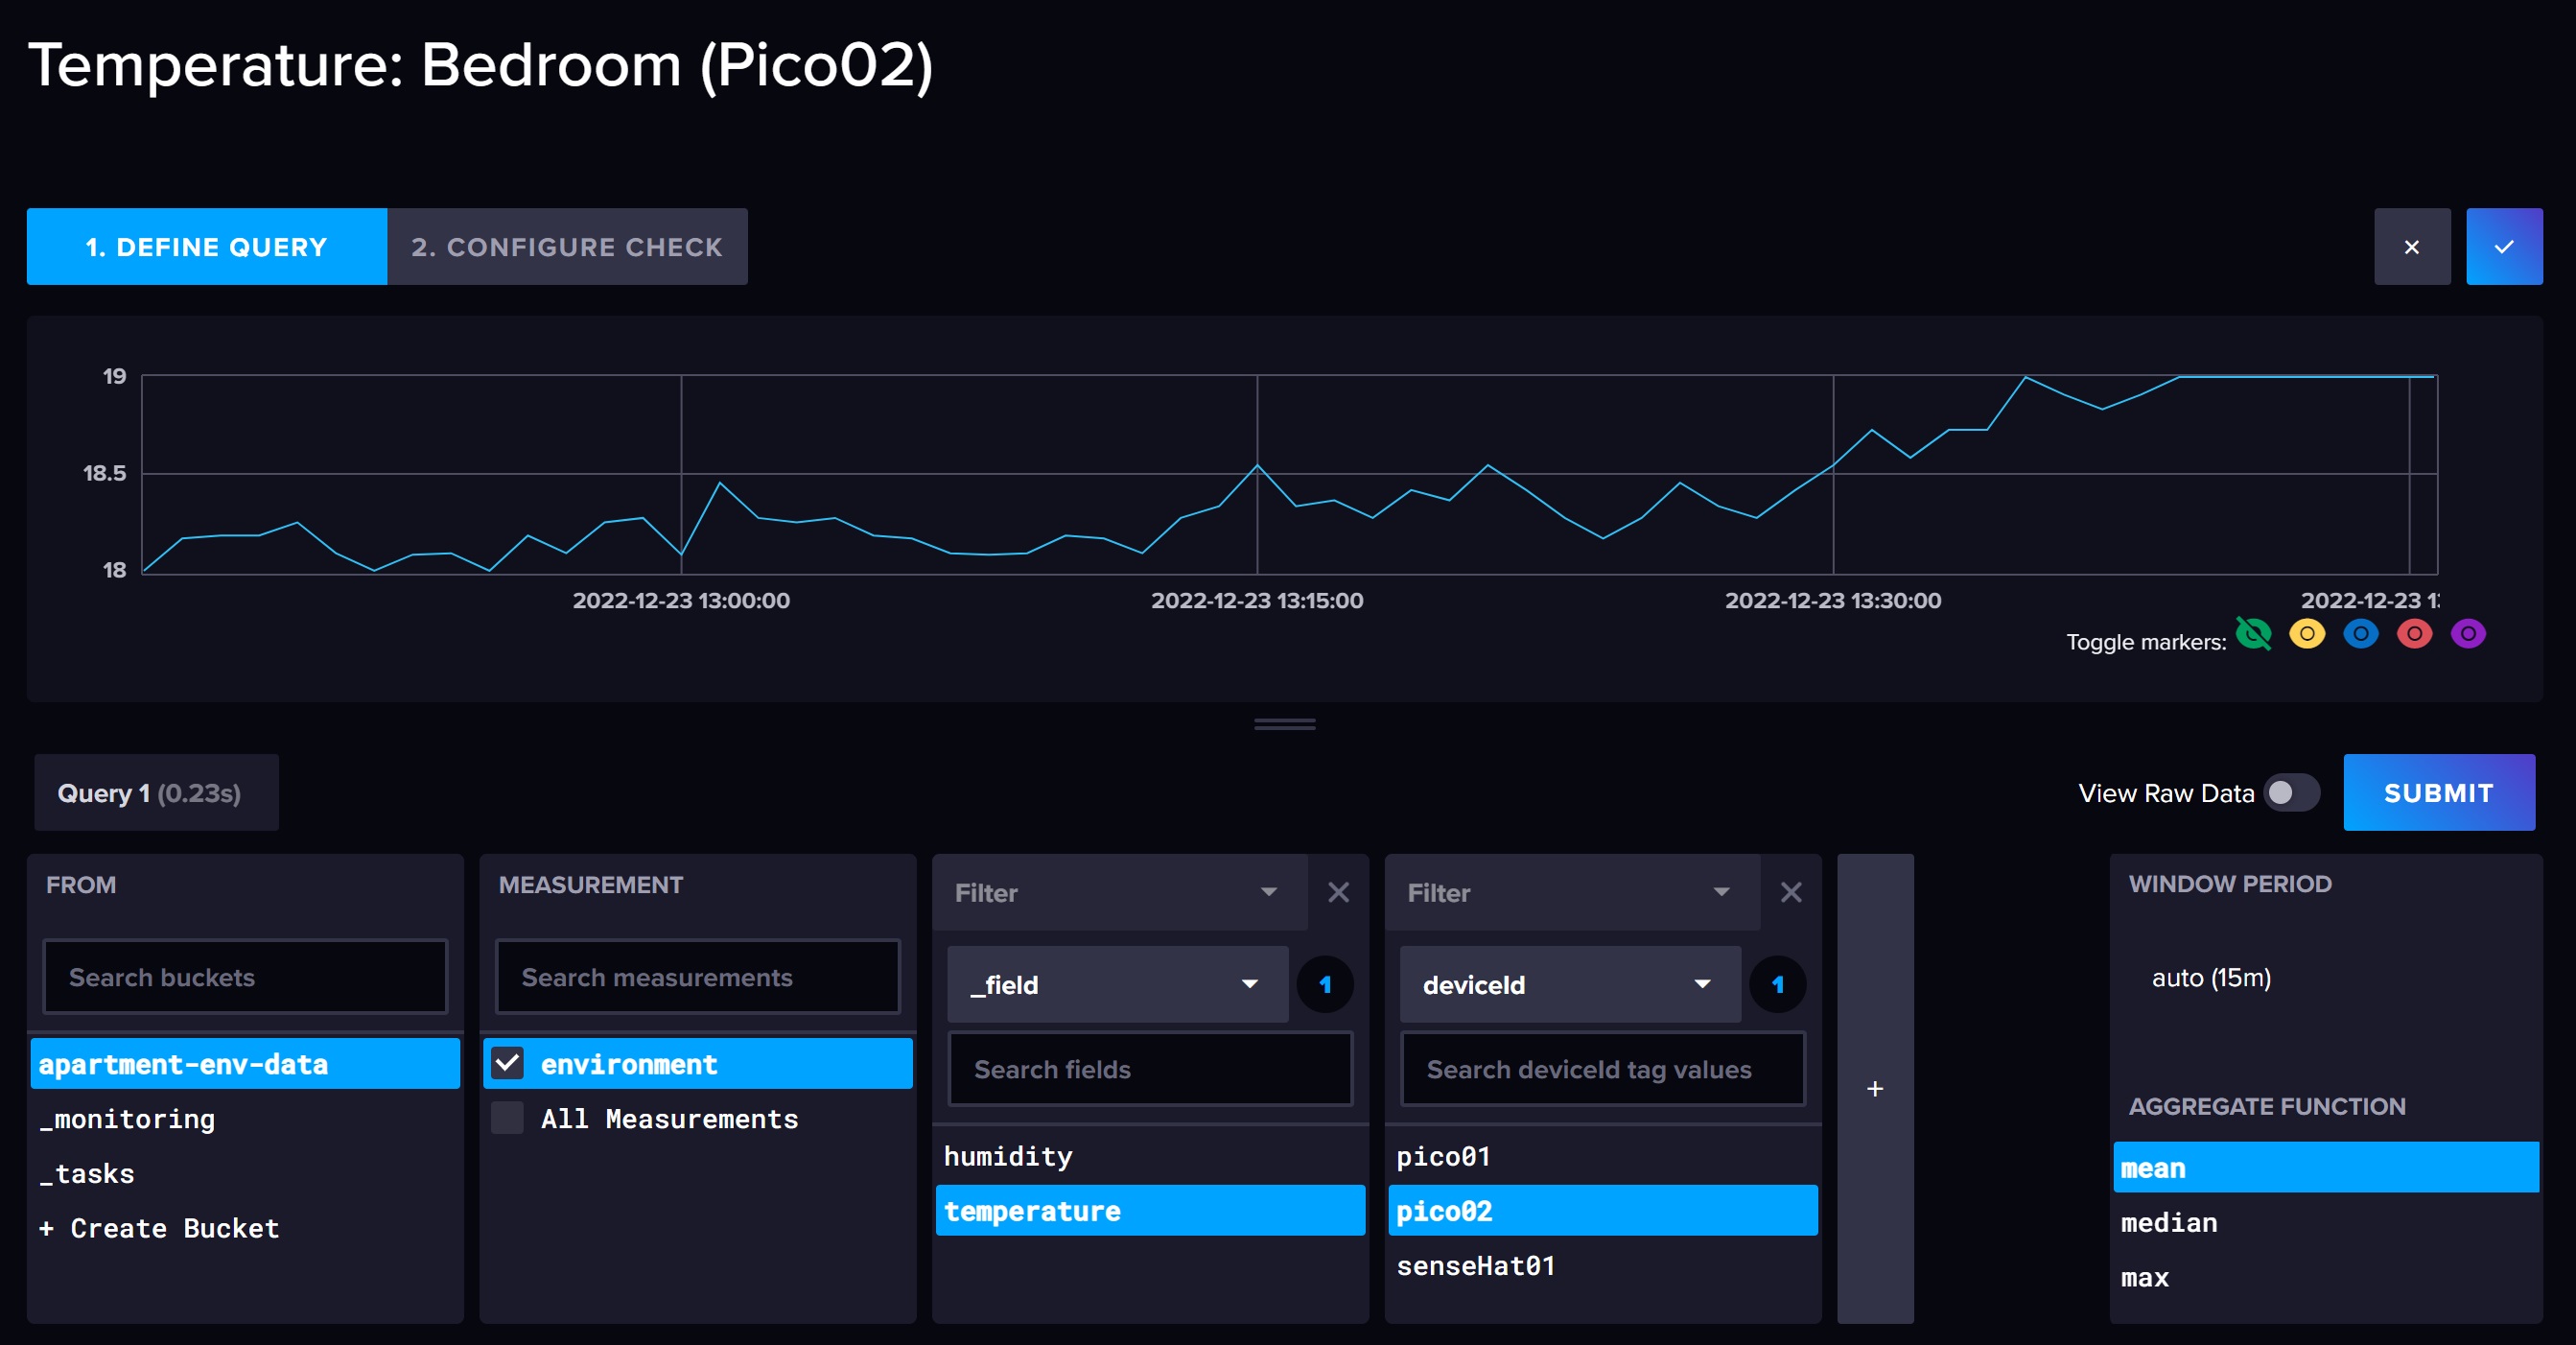 Temperature: Bedroom (Pico02)
1. DEFINE QUERY
2. CONFIGURE CHECK
19
18.5
18
2022-12-23 13:00:00
2022-12-23 13:15:00
2022-12-23 13:30:00
2022-12-23 1
Toggle markers:
Query 1 (0.23s)
View Raw Data
SUBMIT
FROM
Search buckets
apartment-env-data
_monitoring
_tasks
+ Create Bucket
MEASUREMENT
Search measurements
environment
All Measurements
Filter
_field
1
Search fields
humidity
temperature
Filter
deviceId
1
Search deviceId tag values
pico01
pico02
senseHat01
+
WINDOW PERIOD
auto (15m)
AGGREGATE FUNCTION
mean
median
max